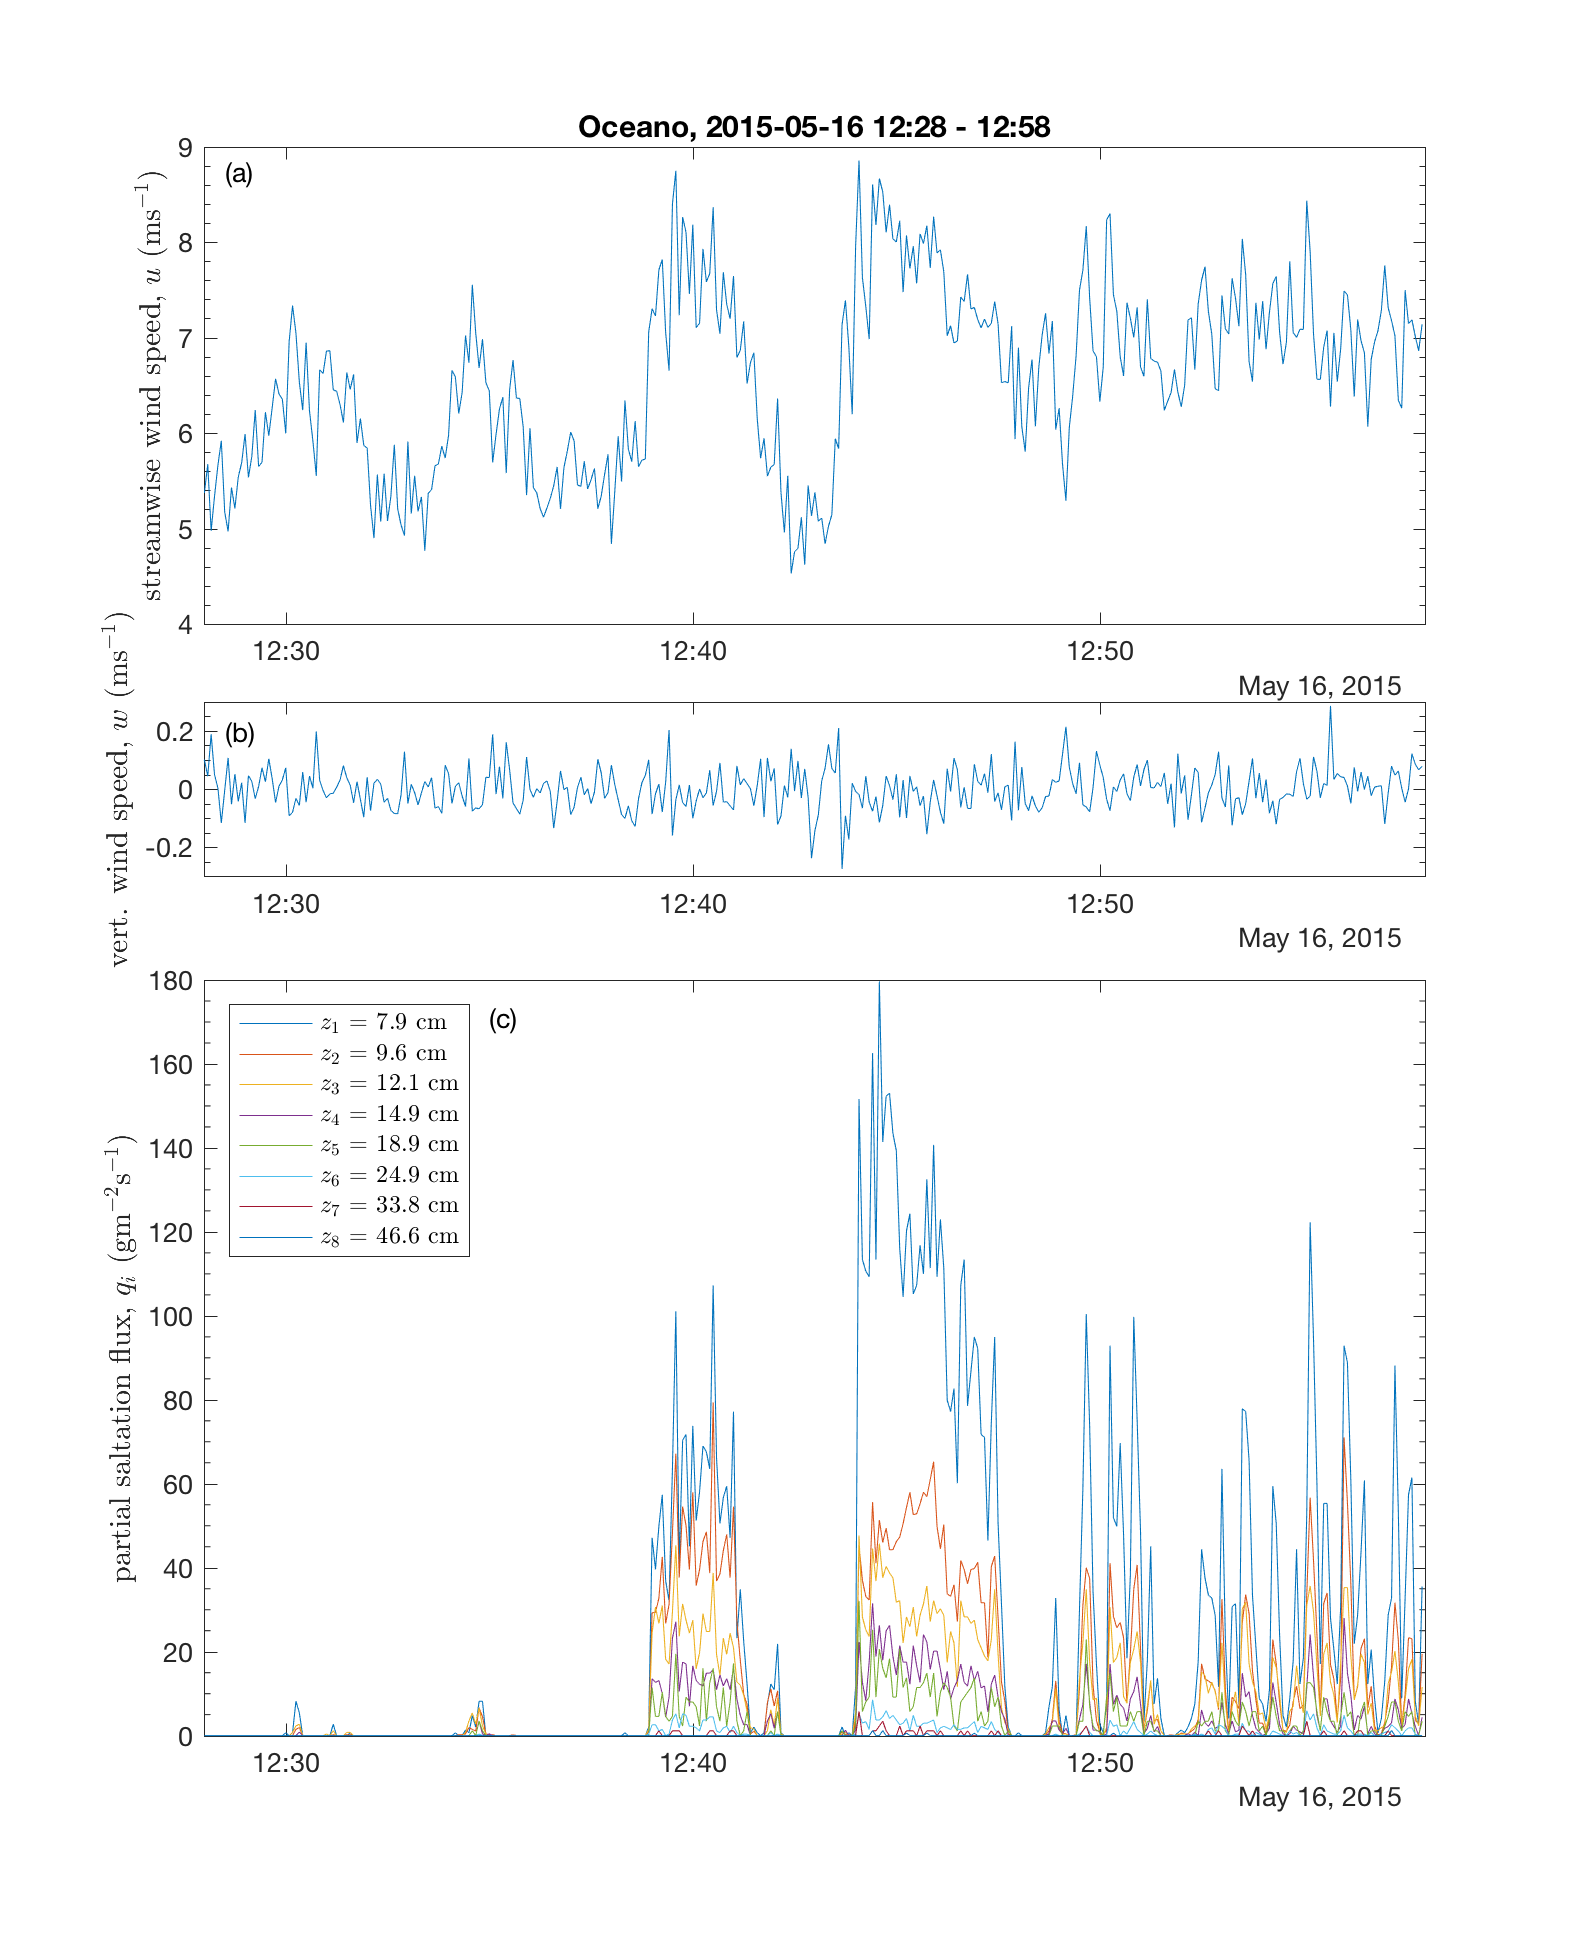 Oceano, 2015-05-16 12:28 - 12:58
(a)
streamwise wind speed, u (ms⁻¹)
9
8
7
6
5
4
12:30 12:40 12:50
May 16, 2015
(b)
vert. wind speed, w (ms⁻¹)
0.2
0
-0.2
12:30 12:40 12:50
May 16, 2015
(c)
partial saltation flux, qᵢ (gm⁻²s⁻¹)
180
160
140
120
100
80
60
40
20
0
z₁ = 7.9 cm
z₂ = 9.6 cm
z₃ = 12.1 cm
z₄ = 14.9 cm
z₅ = 18.9 cm
z₆ = 24.9 cm
z₇ = 33.8 cm
z₈ = 46.6 cm
12:30 12:40 12:50
May 16, 2015